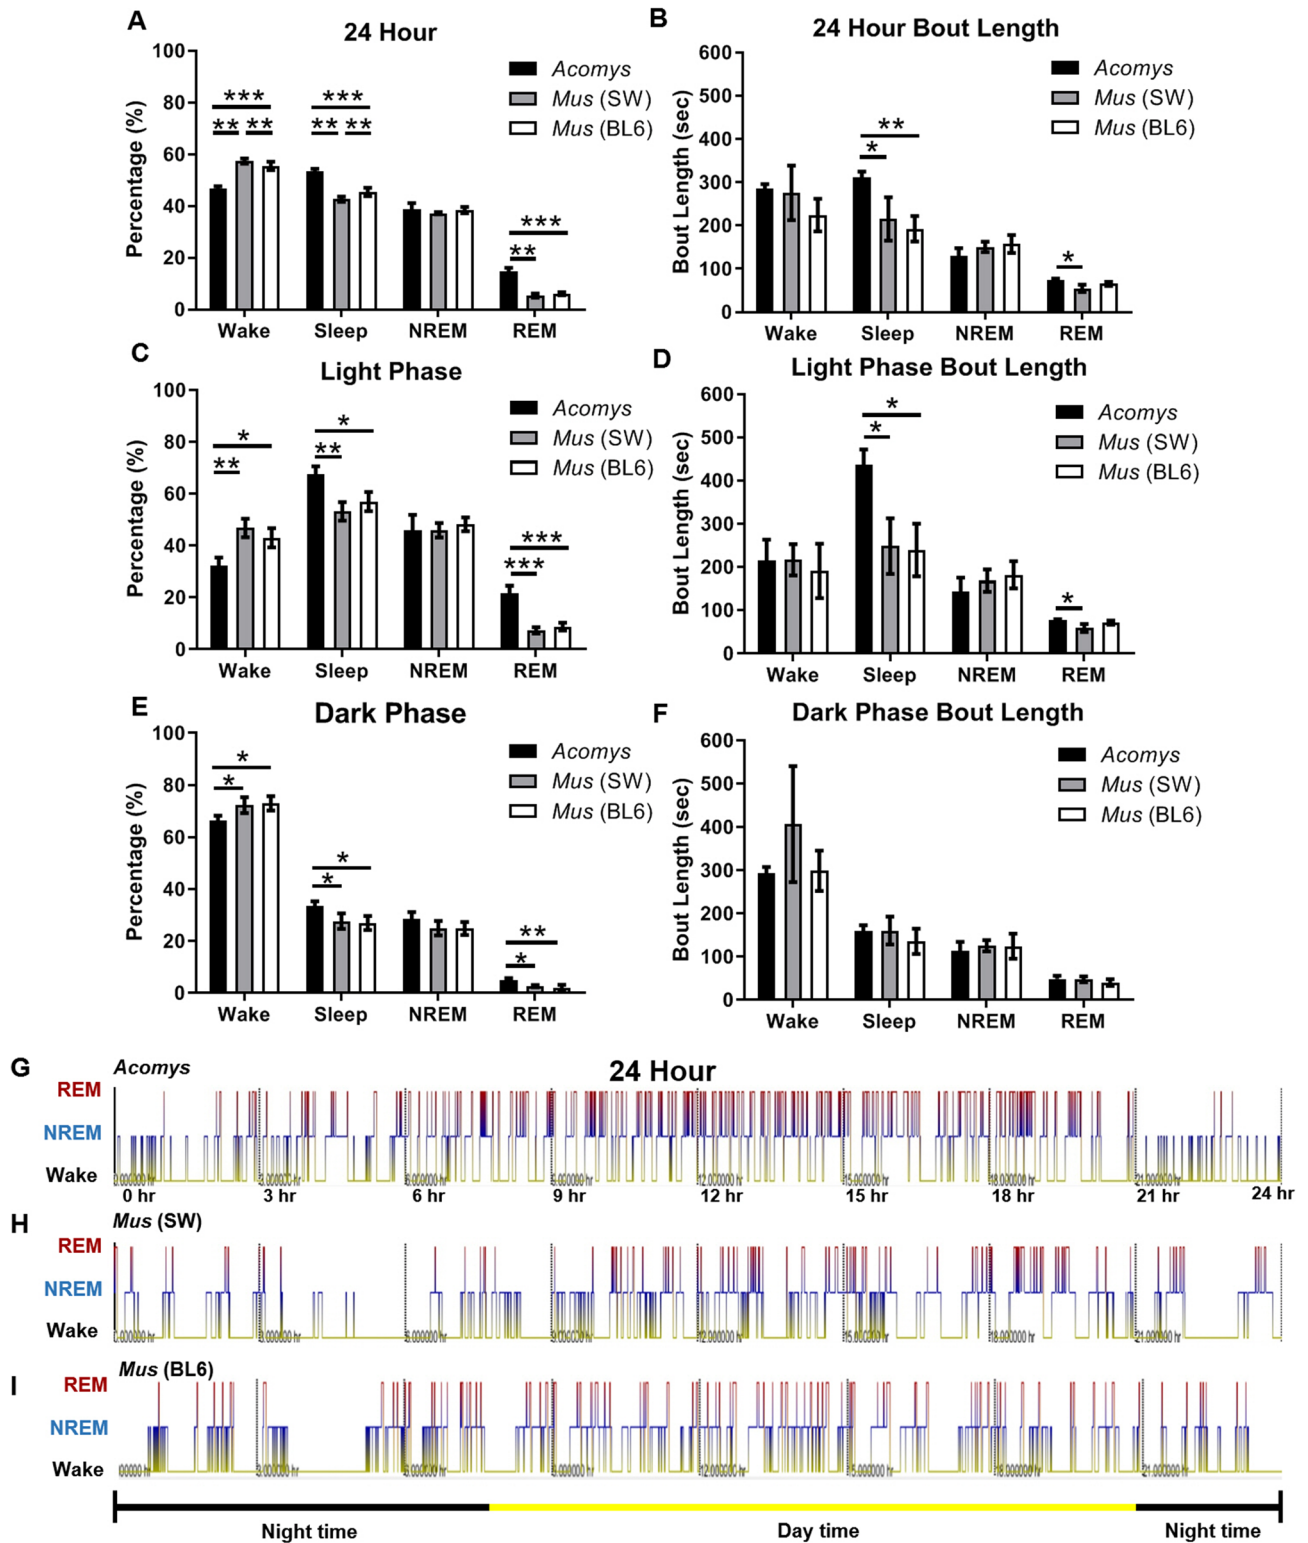 A
24 Hour
Percentage (%)
100
80
60
40
20
0
*** ***
** ** ** **
***
**
Acomys
Mus (SW)
Mus (BL6)
Wake Sleep NREM REM
B
24 Hour Bout Length
Bout Length (sec)
600
500
400
300
200
100
0
**
*
*
Acomys
Mus (SW)
Mus (BL6)
Wake Sleep NREM REM
C
Light Phase
Percentage (%)
100
80
60
40
20
0
* *
** **
***
***
Acomys
Mus (SW)
Mus (BL6)
Wake Sleep NREM REM
D
Light Phase Bout Length
Bout Length (sec)
600
500
400
300
200
100
0
*
*
*
Acomys
Mus (SW)
Mus (BL6)
Wake Sleep NREM REM
E
Dark Phase
Percentage (%)
100
80
60
40
20
0
*
*
*
*
**
*
Acomys
Mus (SW)
Mus (BL6)
Wake Sleep NREM REM
F
Dark Phase Bout Length
Bout Length (sec)
600
500
400
300
200
100
0
Acomys
Mus (SW)
Mus (BL6)
Wake Sleep NREM REM
G
Acomys
24 Hour
REM
NREM
Wake
0 hr 3 hr 6 hr 9 hr 12 hr 15 hr 18 hr 21 hr 24 hr
H
Mus (SW)
REM
NREM
Wake
I
Mus (BL6)
REM
NREM
Wake
Night time Day time Night time